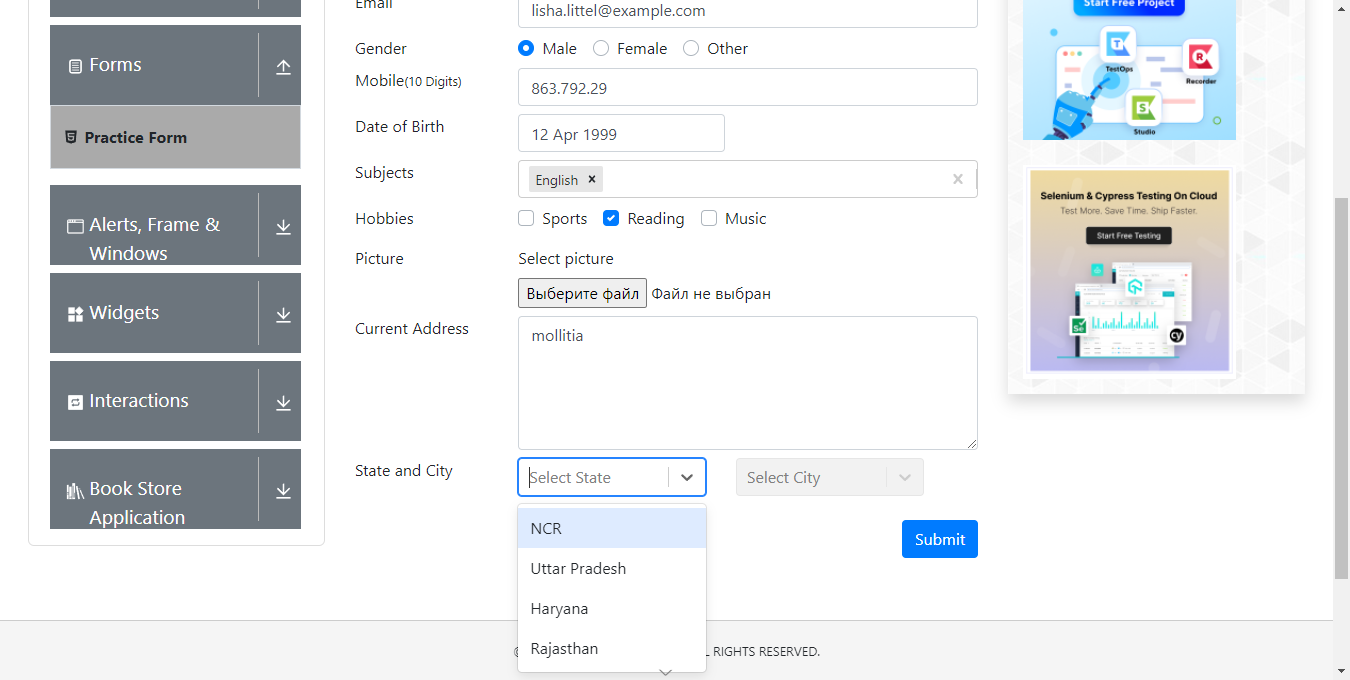 Email
lisha.littel@example.com
Start Free Project
Forms
Gender
Male
Female
Other
TestOps
Recorder
Studio
Mobile(10 Digits)
863.792.29
Practice Form
Date of Birth
12 Apr 1999
Subjects
English ×
Alerts, Frame &
Windows
Hobbies
Sports
Reading
Music
Selenium & Cypress Testing On Cloud
Test More. Save Time. Ship Faster.
Start Free Testing
Picture
Select picture
Выберите файл Файл не выбран
Widgets
Current Address
mollitia
Se
cy
Interactions
State and City
Select State
Select City
Book Store
Application
NCR
Uttar Pradesh
Haryana
Rajasthan
Submit
RIGHTS RESERVED.